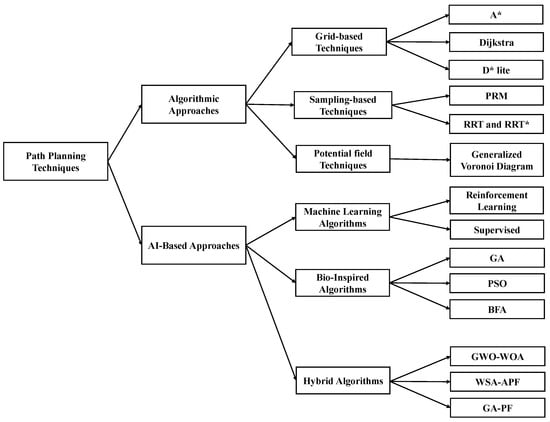 Path Planning
Techniques
Algorithmic
Approaches
AI-Based Approaches
Grid-based
Techniques
Sampling-based
Techniques
Potential field
Techniques
Machine Learning
Algorithms
Bio-Inspired
Algorithms
Hybrid Algorithms
A*
Dijkstra
D* lite
PRM
RRT and RRT*
Generalized
Voronoi Diagram
Reinforcement
Learning
Supervised
GA
PSO
BFA
GWO-WOA
WSA-APF
GA-PF